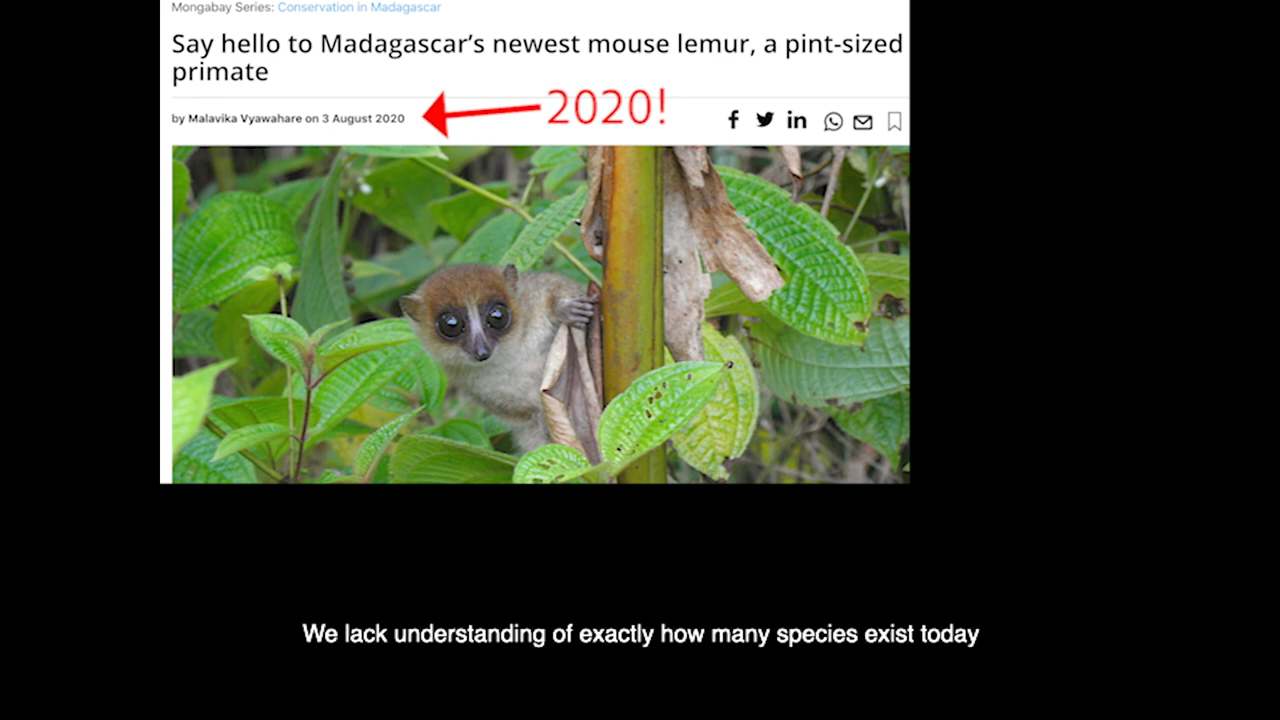 Mongabay Series: Conservation in Madagascar
Say hello to Madagascar’s newest mouse lemur, a pint-sized
primate
by Malavika Vyawahare on 3 August 2020
2020!
We lack understanding of exactly how many species exist today